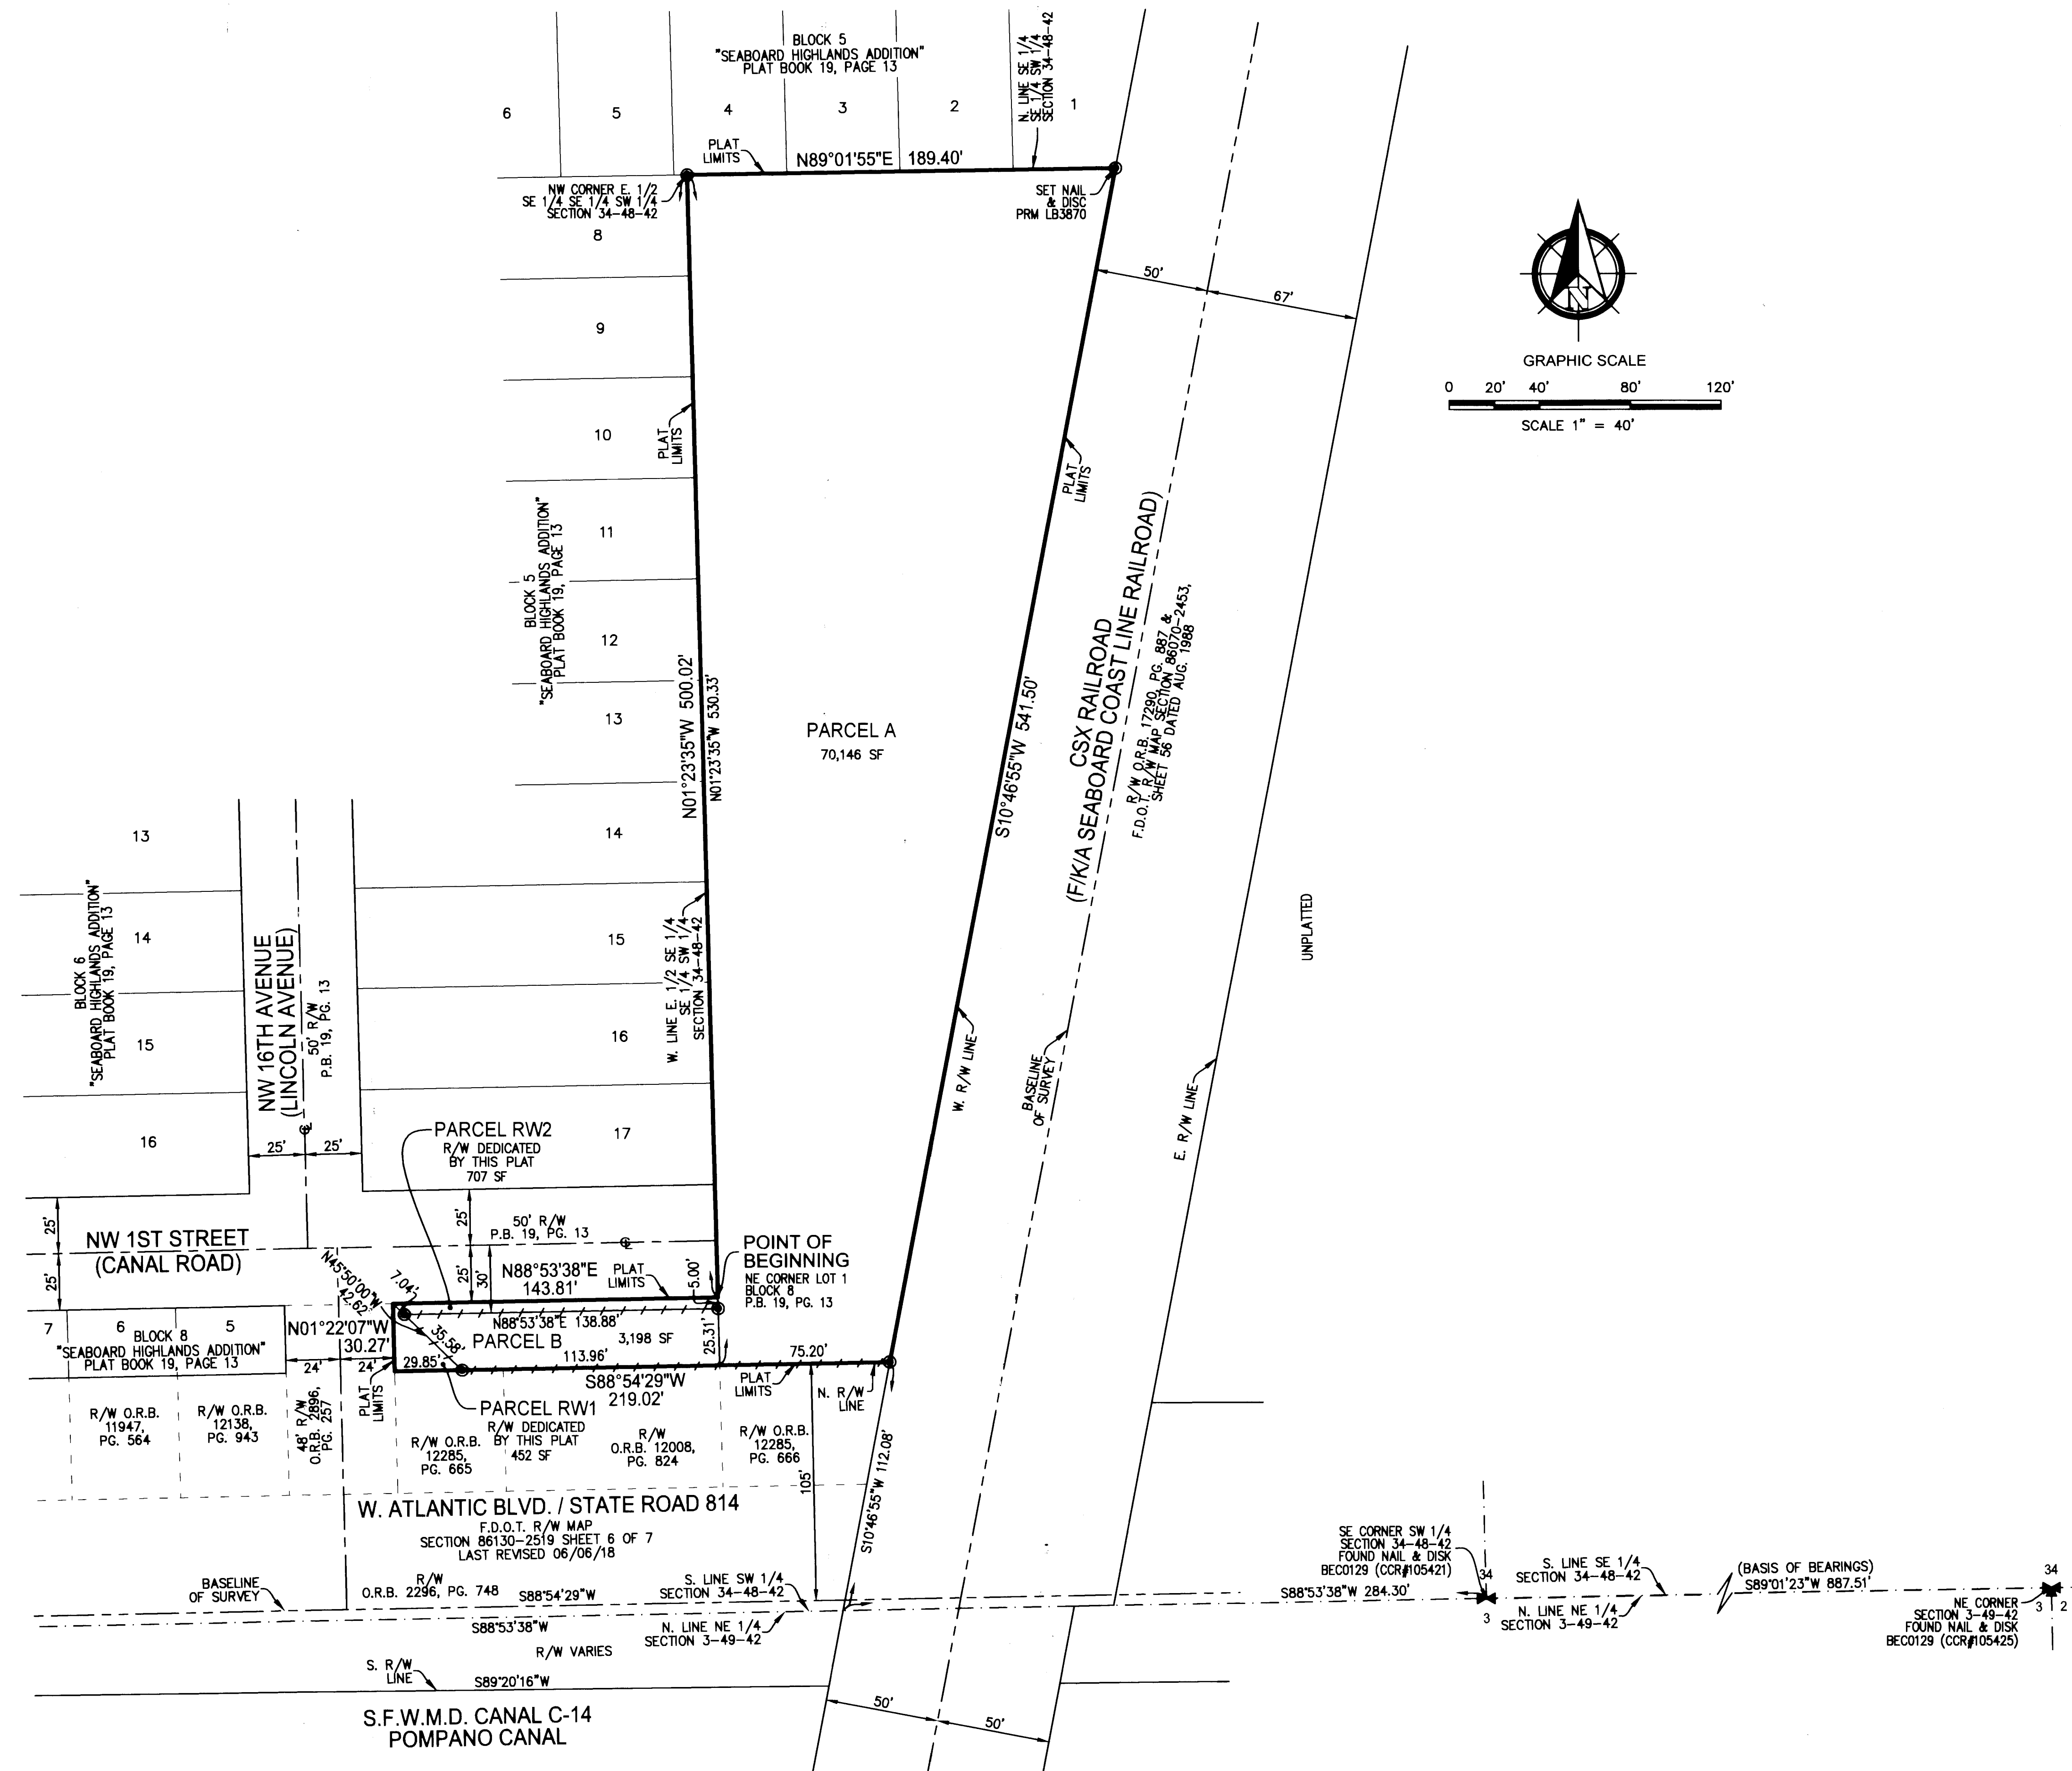 BLOCK 5
"SEABOARD HIGHLANDS ADDITION"
PLAT BOOK 19, PAGE 13
6
5
4
3
2
1
N. LINE SE 1/4
SE 1/4 SW 1/4
SECTION 34-48-42
PLAT
LIMITS
N89°01'55"E 189.40'
NW CORNER E. 1/2
SE 1/4 SE 1/4 SW 1/4
SECTION 34-48-42
SET NAIL
& DISC
PRM LB3870
50'
67'
N
GRAPHIC SCALE
0 20' 40' 80' 120'
SCALE 1" = 40'
8
9
10
11
12
13
14
15
16
17
PLAT
LIMITS
PLAT
LIMITS
BLOCK 5
"SEABOARD HIGHLANDS ADDITION"
PLAT BOOK 19, PAGE 13
N01°23'35"W 500.02'
N01°23'35"W 530.33'
PARCEL A
70,146 SF
S10°46'55"W 541.50'
CSX RAILROAD
(F/K/A SEABOARD COAST LINE RAILROAD)
R/W O.R.B. 17290, PG. 887 &
F.D.O.T. R/W MAP SECTION 86070-2453,
SHEET 56 DATED AUG. 1988
UNPLATTED
W. LINE E. 1/2 SE 1/4
SE 1/4 SW 1/4
SECTION 34-48-42
W. R/W LINE
BASELINE
OF SURVEY
E. R/W LINE
13
14
15
16
BLOCK 6
"SEABOARD HIGHLANDS ADDITION"
PLAT BOOK 19, PAGE 13
NW 16TH AVENUE
(LINCOLN AVENUE)
50' R/W
P.B. 19, PG. 13
25'
25'
PARCEL RW2
R/W DEDICATED
BY THIS PLAT
707 SF
25'
25'
NW 1ST STREET
(CANAL ROAD)
25'
50' R/W
P.B. 19, PG. 13
25'
30'
N45°50'00"W
42.62'
7.04'
N88°53'38"E
143.81'
PLAT
LIMITS
5.00'
POINT OF
BEGINNING
NE CORNER LOT 1
BLOCK 8
P.B. 19, PG. 13
7
6
5
BLOCK 8
"SEABOARD HIGHLANDS ADDITION"
PLAT BOOK 19, PAGE 13
N01°22'07"W
30.27'
24'
24'
35.58'
N88°53'38"E 138.88'
PARCEL B
3,198 SF
25.31'
29.85'
113.96'
75.20'
S88°54'29"W
219.02'
PLAT
LIMITS
N. R/W
LINE
PLAT
LIMITS
PARCEL RW1
R/W DEDICATED
BY THIS PLAT
452 SF
R/W O.R.B.
11947,
PG. 564
R/W O.R.B.
12138,
PG. 943
48' R/W
O.R.B. 2896,
PG. 257
R/W O.R.B.
12285,
PG. 665
R/W
O.R.B. 12008,
PG. 824
R/W O.R.B.
12285,
PG. 666
105'
S10°46'55"W 112.08'
W. ATLANTIC BLVD. / STATE ROAD 814
F.D.O.T. R/W MAP
SECTION 86130-2519 SHEET 6 OF 7
LAST REVISED 06/06/18
BASELINE
OF SURVEY
R/W
O.R.B. 2296, PG. 748
S88°54'29"W
S. LINE SW 1/4
SECTION 34-48-42
S88°53'38"W
N. LINE NE 1/4
SECTION 3-49-42
R/W VARIES
S. R/W
LINE
S89°20'16"W
S.F.W.M.D. CANAL C-14
POMPANO CANAL
50'
50'
SE CORNER SW 1/4
SECTION 34-48-42
FOUND NAIL & DISK
BEC0129 (CCR#105421)
S88°53'38"W 284.30'
34
3
S. LINE SE 1/4
SECTION 34-48-42
N. LINE NE 1/4
SECTION 3-49-42
(BASIS OF BEARINGS)
S89°01'23"W 887.51'
34
3 2
NE CORNER
SECTION 3-49-42
FOUND NAIL & DISK
BEC0129 (CCR#105425)